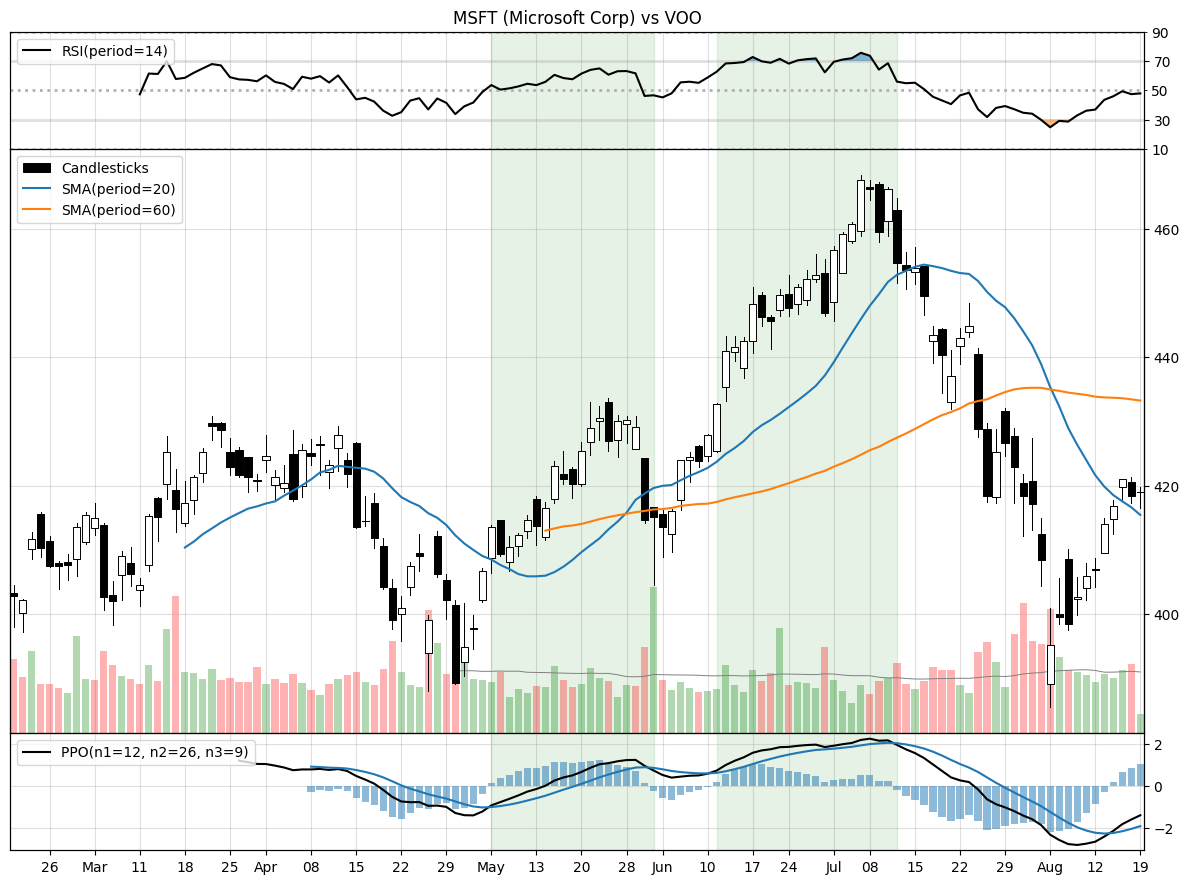 MSFT (Microsoft Corp) vs VOO
RSI(period=14)
90
70
50
30
10
Candlesticks
SMA(period=20)
SMA(period=60)
460
440
420
400
PPO(n1=12, n2=26, n3=9)
2
0
−2
26 Mar 11 18 25 Apr 08 15 22 29 May 13 20 28 Jun 10 17 24 Jul 08 15 22 29 Aug 12 19